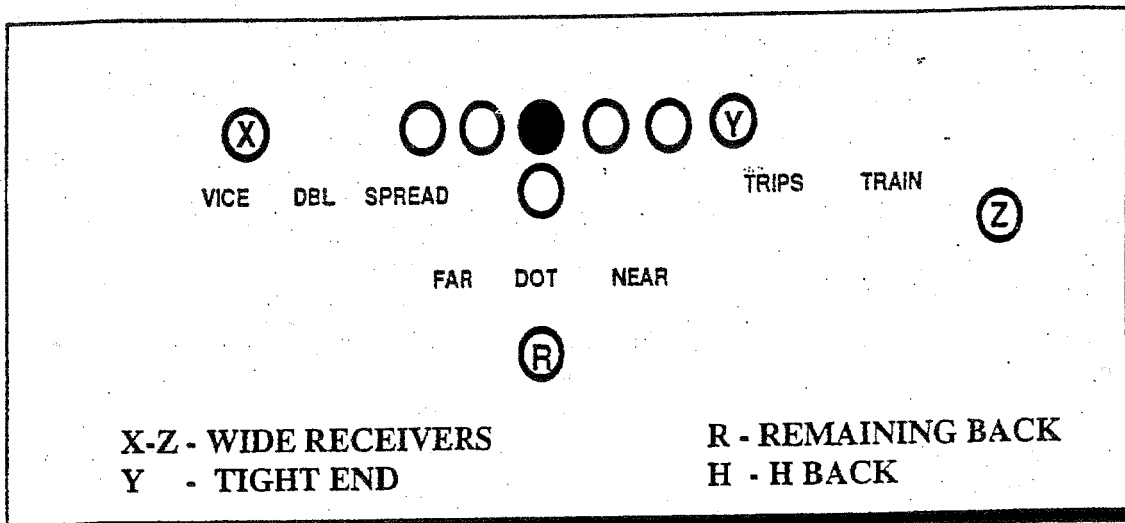 X Y
VICE DBL SPREAD TRIPS TRAIN
Z
FAR DOT NEAR
R
X-Z - WIDE RECEIVERS R - REMAINING BACK
Y - TIGHT END H - H BACK